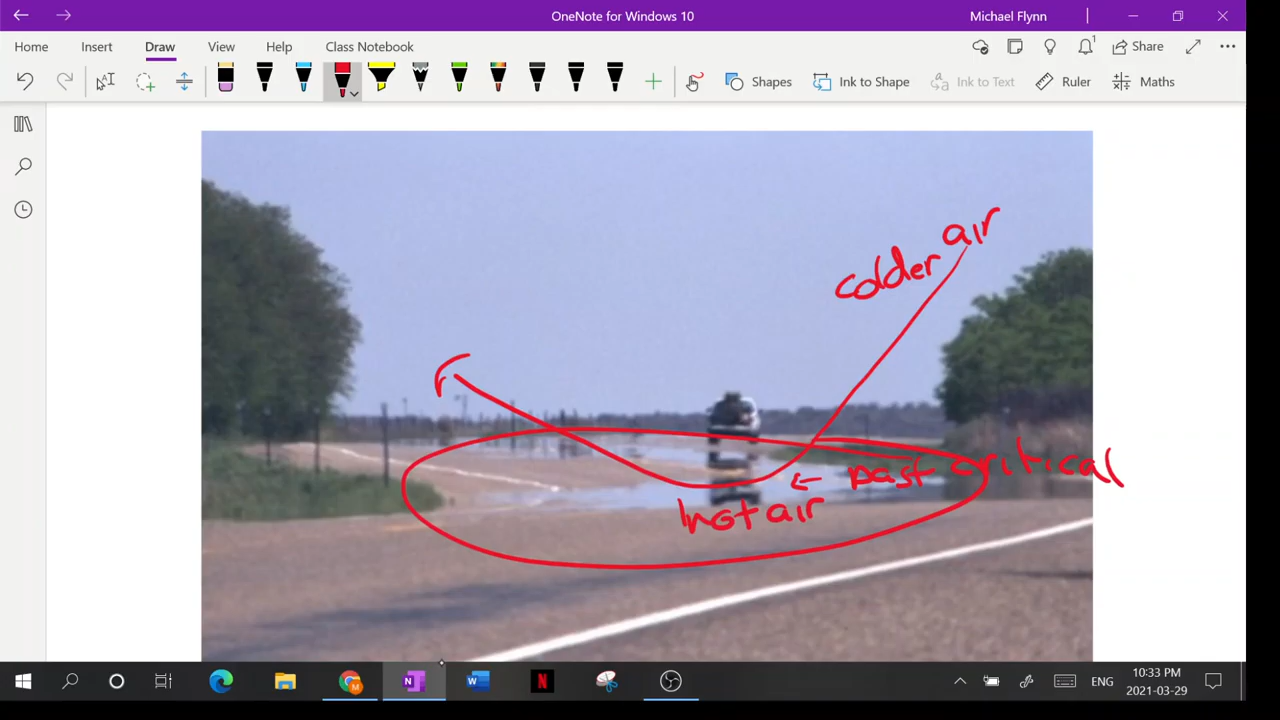 OneNote for Windows 10
Michael Flynn
Home Insert Draw View Help Class Notebook
1
Share
Shapes
Ink to Shape
Ink to Text
Ruler
Maths
colder air
past critical
hot air
W
N
M
N
W
ENG
10:33 PM
2021-03-29